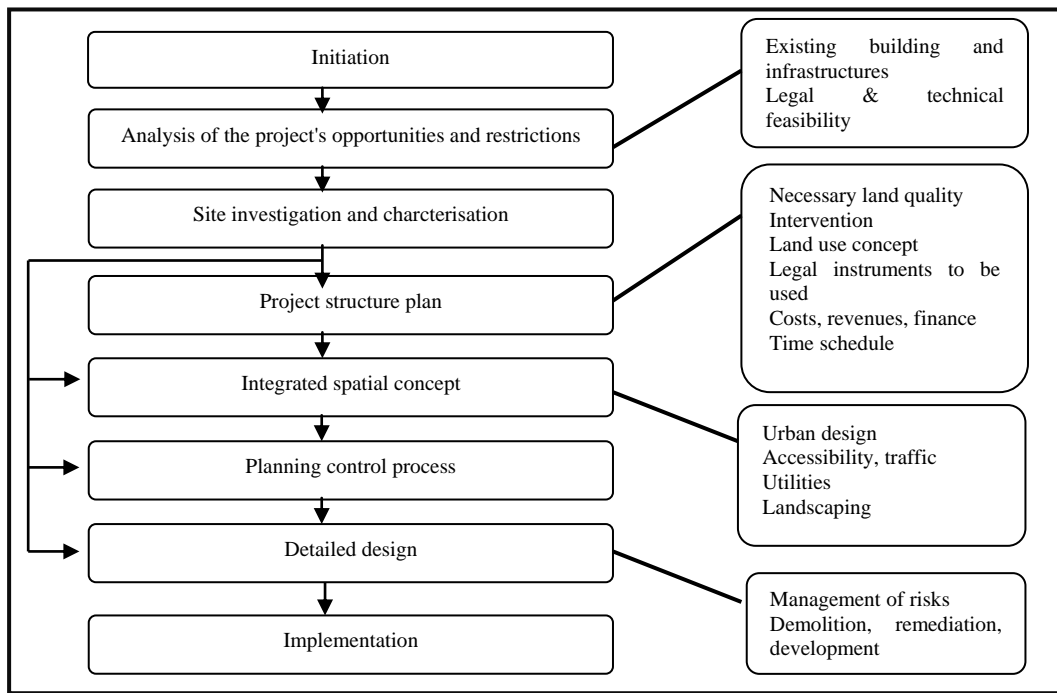 Initiation
Analysis of the project's opportunities and restrictions
Site investigation and charcterisation
Project structure plan
Integrated spatial concept
Planning control process
Detailed design
Implementation
Existing building and
infrastructures
Legal & technical
feasibility
Necessary land quality
Intervention
Land use concept
Legal instruments to be
used
Costs, revenues, finance
Time schedule
Urban design
Accessibility, traffic
Utilities
Landscaping
Management of risks
Demolition, remediation,
development